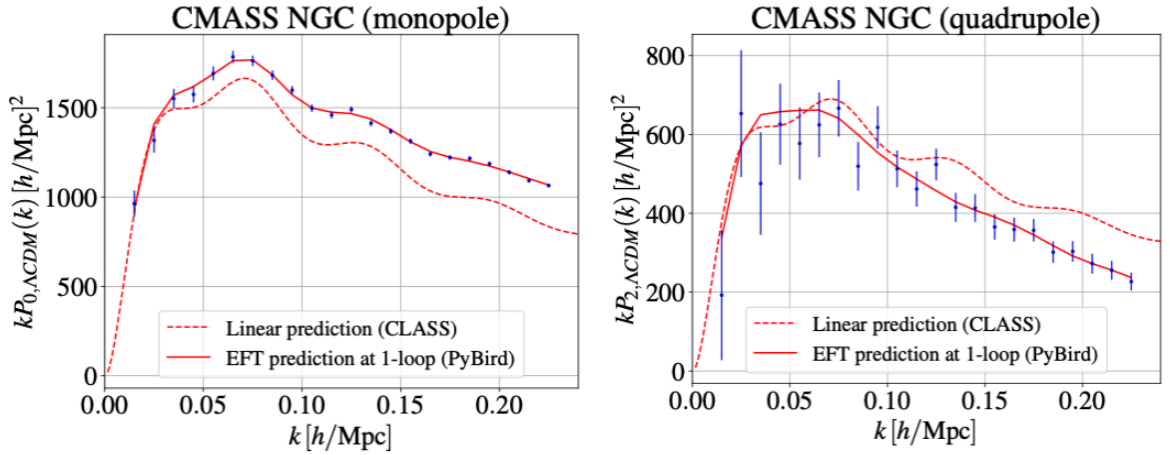 CMASS NGC (monopole)
kP₀,ΛCDM(k) [h/Mpc]²
1500
1000
500
0
Linear prediction (CLASS)
EFT prediction at 1-loop (PyBird)
0.00 0.05 0.10 0.15 0.20
k [h/Mpc]
CMASS NGC (quadrupole)
kP₂,ΛCDM(k) [h/Mpc]²
800
600
400
200
0
Linear prediction (CLASS)
EFT prediction at 1-loop (PyBird)
0.00 0.05 0.10 0.15 0.20
k [h/Mpc]